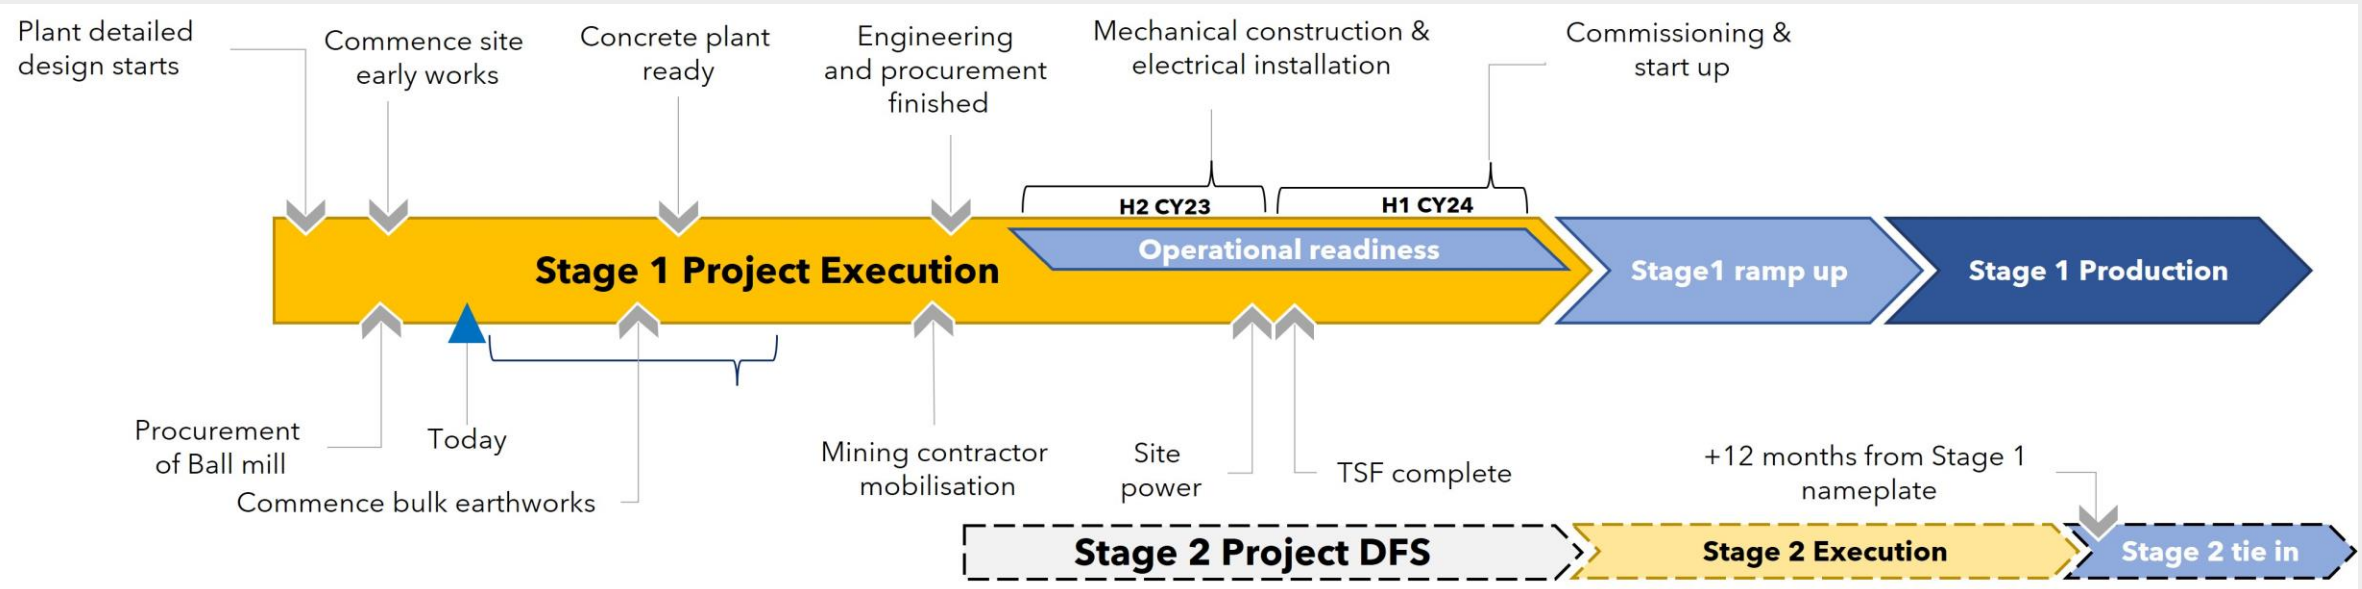 Plant detailed
design starts
Commence site
early works
Concrete plant
ready
Engineering
and procurement
finished
Mechanical construction &
electrical installation
Commissioning &
start up
H2 CY23
H1 CY24
Operational readiness
Stage 1 Project Execution
Stage1 ramp up
Stage 1 Production
Procurement
of Ball mill
Today
Commence bulk earthworks
Mining contractor
mobilisation
Site
power
TSF complete
+12 months from Stage 1
nameplate
Stage 2 Project DFS
Stage 2 Execution
Stage 2 tie in